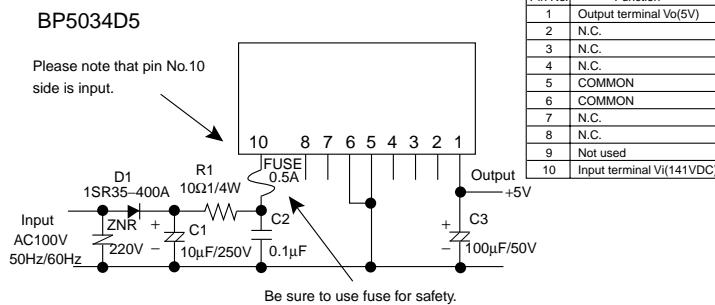 BP5034D5
Please note that pin No.10
side is input.
Pin No. Function
1 Output terminal Vo(5V)
2 N.C.
3 N.C.
4 N.C.
5 COMMON
6 COMMON
7 N.C.
8 N.C.
9 Not used
10 Input terminal Vi(141VDC)
10 8 7 6 5 4 3 2 1
FUSE
0.5A
D1
1SR35–400A
R1
10Ω1/4W
Output
+5V
Input
AC100V
50Hz/60Hz
ZNR
220V
+
–
C1
10μF/250V
C2
0.1μF
+
–
C3
100μF/50V
Be sure to use fuse for safety.